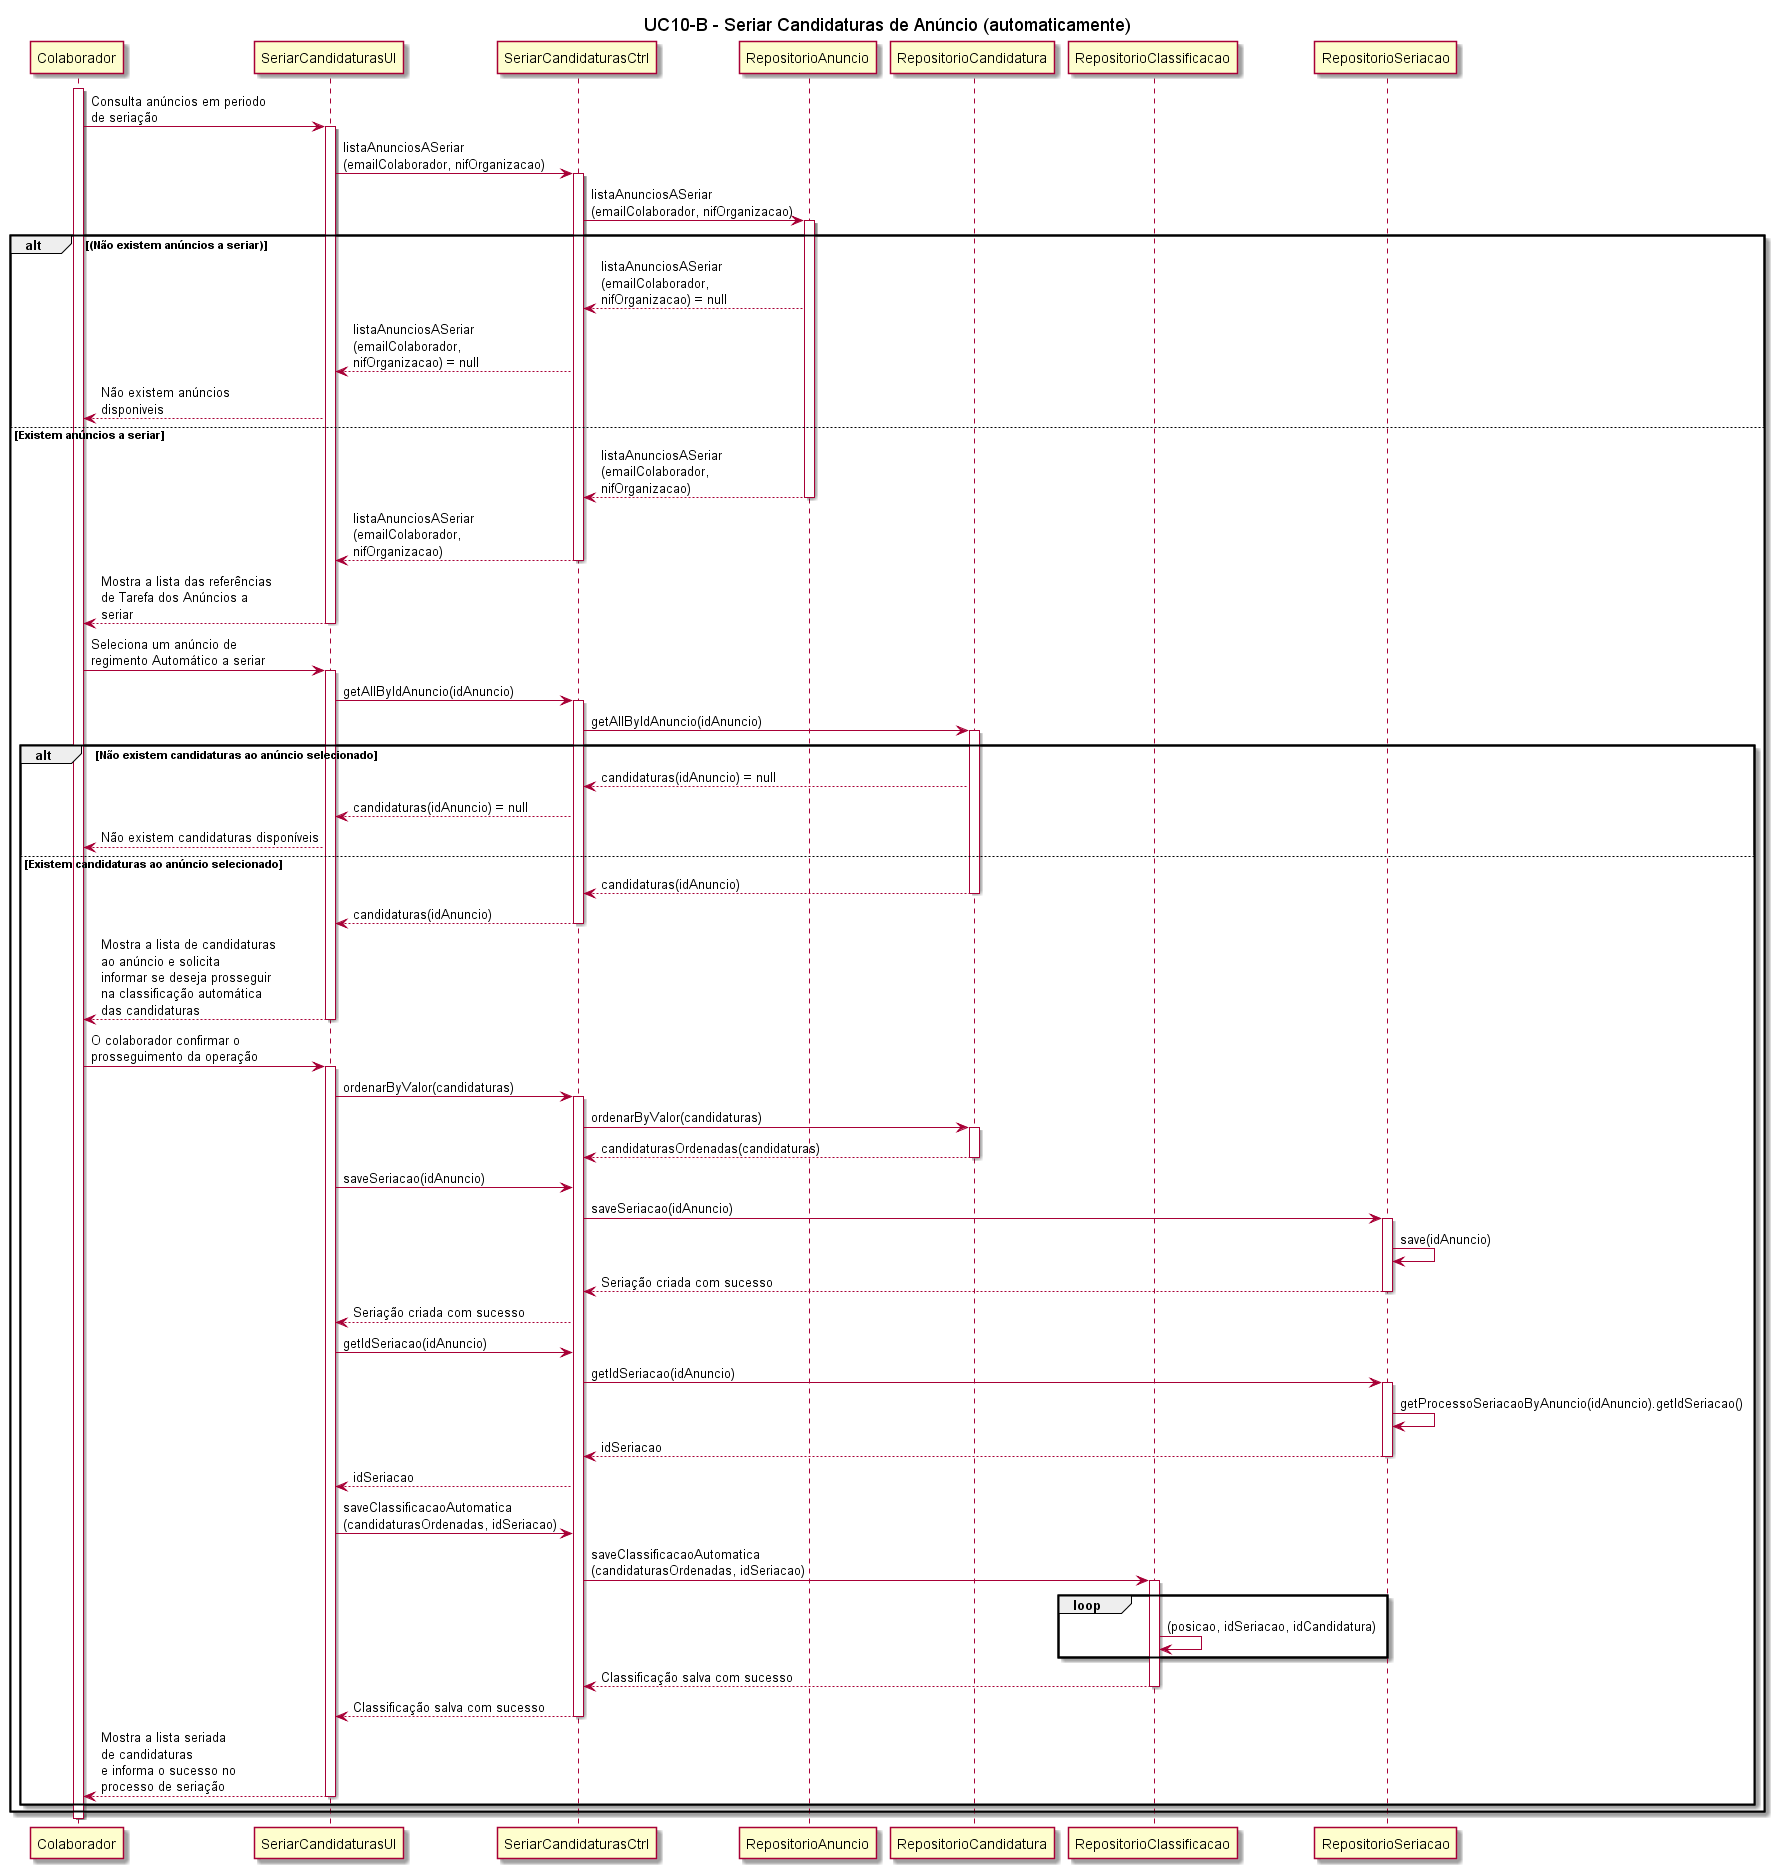 UC10-B - Seriar Candidaturas de Anúncio (automaticamente)
Colaborador
SeriarCandidaturasUI
SeriarCandidaturasCtrl
RepositorioAnuncio
RepositorioCandidatura
RepositorioClassificacao
RepositorioSeriacao
Consulta anúncios em periodo
de seriação
listaAnunciosASeriar
(emailColaborador, nifOrganizacao)
listaAnunciosASeriar
(emailColaborador, nifOrganizacao)
alt
[(Não existem anúncios a seriar)]
listaAnunciosASeriar
(emailColaborador,
nifOrganizacao) = null
listaAnunciosASeriar
(emailColaborador,
nifOrganizacao) = null
Não existem anúncios
disponiveis
[Existem anúncios a seriar]
listaAnunciosASeriar
(emailColaborador,
nifOrganizacao)
listaAnunciosASeriar
(emailColaborador,
nifOrganizacao)
Mostra a lista das referências
de Tarefa dos Anúncios a
seriar
Seleciona um anúncio de
regimento Automático a seriar
getAllByIdAnuncio(idAnuncio)
getAllByIdAnuncio(idAnuncio)
alt
[Não existem candidaturas ao anúncio selecionado]
candidaturas(idAnuncio) = null
candidaturas(idAnuncio) = null
Não existem candidaturas disponíveis
[Existem candidaturas ao anúncio selecionado]
candidaturas(idAnuncio)
candidaturas(idAnuncio)
Mostra a lista de candidaturas
ao anúncio e solicita
informar se deseja prosseguir
na classificação automática
das candidaturas
O colaborador confirmar o
prosseguimento da operação
ordenarByValor(candidaturas)
ordenarByValor(candidaturas)
candidaturasOrdenadas(candidaturas)
saveSeriacao(idAnuncio)
saveSeriacao(idAnuncio)
save(idAnuncio)
Seriação criada com sucesso
Seriação criada com sucesso
getIdSeriacao(idAnuncio)
getIdSeriacao(idAnuncio)
getProcessoSeriacaoByAnuncio(idAnuncio).getIdSeriacao()
idSeriacao
idSeriacao
saveClassificacaoAutomatica
(candidaturasOrdenadas, idSeriacao)
saveClassificacaoAutomatica
(candidaturasOrdenadas, idSeriacao)
loop
(posicao, idSeriacao, idCandidatura)
Classificação salva com sucesso
Classificação salva com sucesso
Mostra a lista seriada
de candidaturas
e informa o sucesso no
processo de seriação
Colaborador
SeriarCandidaturasUI
SeriarCandidaturasCtrl
RepositorioAnuncio
RepositorioCandidatura
RepositorioClassificacao
RepositorioSeriacao